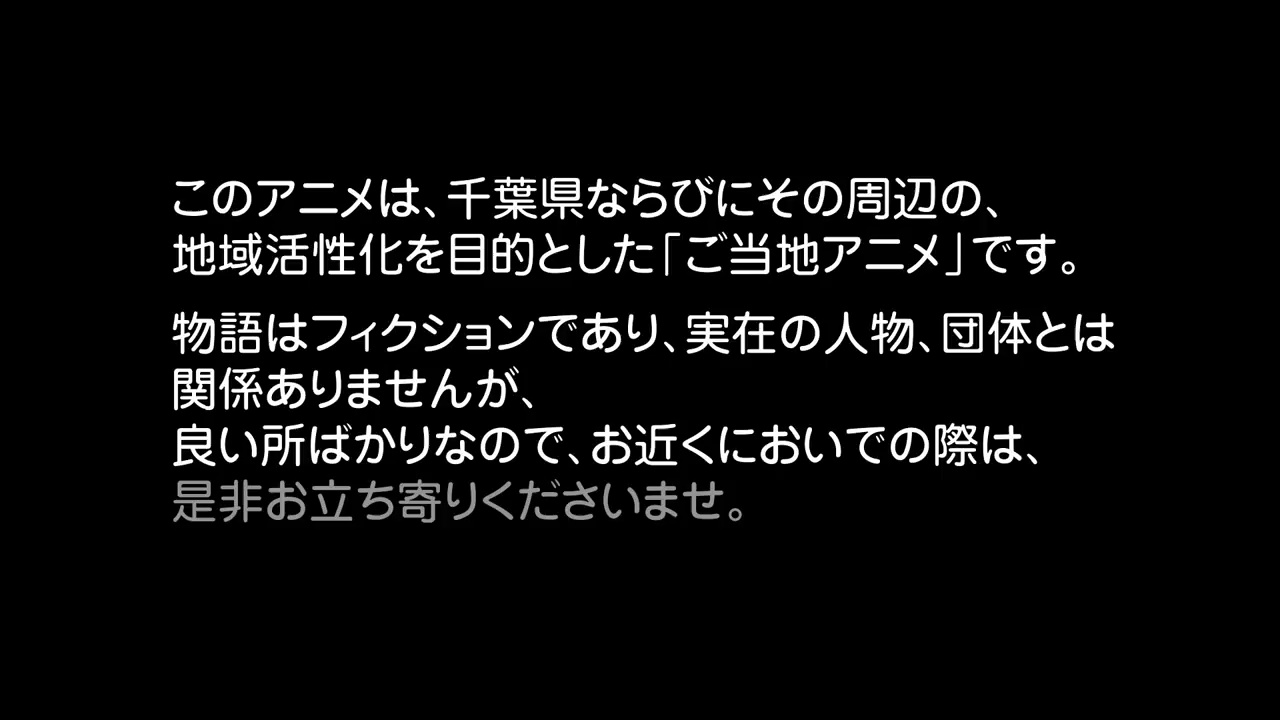 このアニメは、千葉県ならびにその周辺の、
地域活性化を目的とした「ご当地アニメ」です。
物語はフィクションであり、実在の人物、団体とは
関係ありませんが、
良い所ばかりなので、お近くにおいでの際は、
是非お立ち寄りくださいませ。